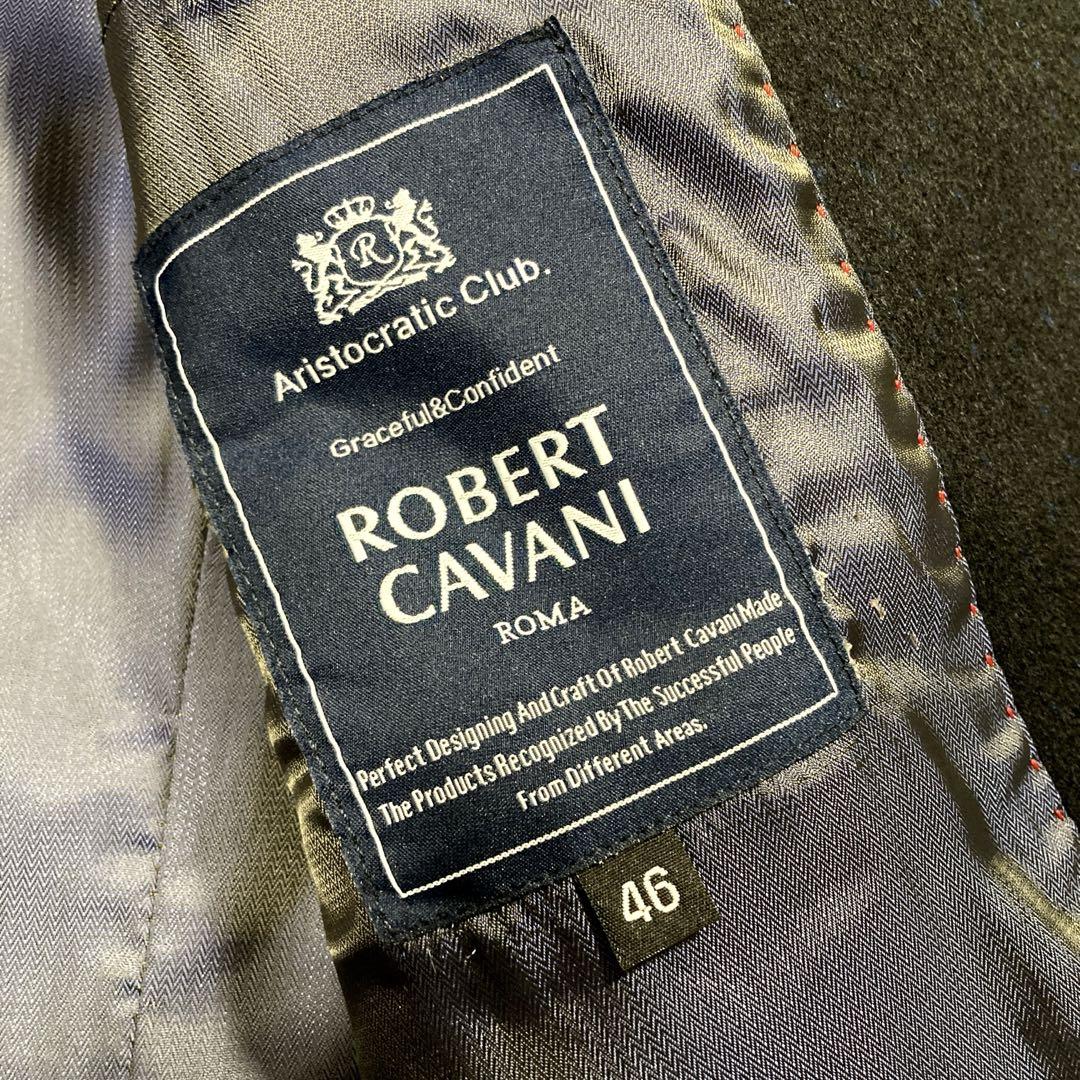 R
Aristocratic Club.
Graceful&Confident
ROBERT
CAVANI
ROMA
Perfect Designing And Craft Of Robert Cavani Made
The Products Recognized By The Successful People
From Different Areas.
46